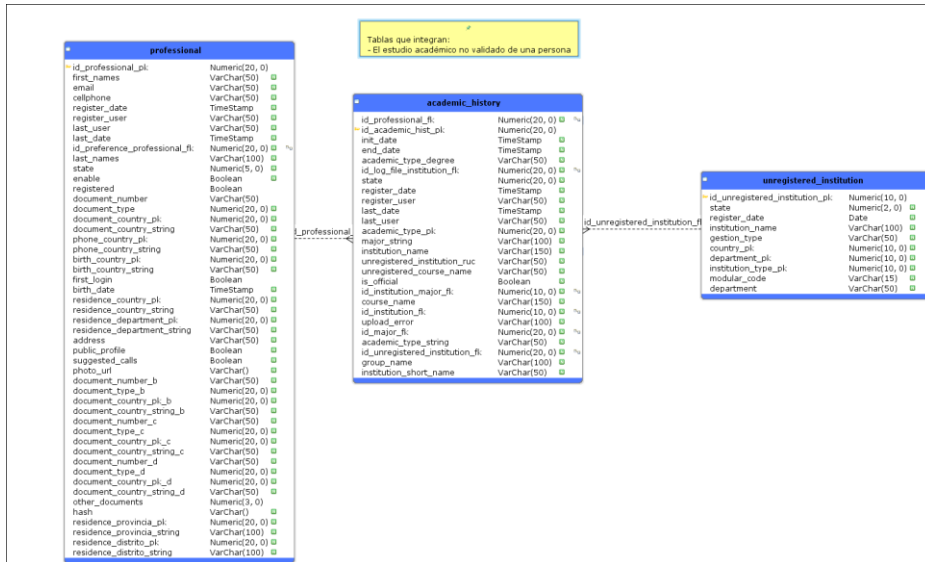 Tablas que integran:
- El estudio académico no validado de una persona
professional
id_professional_pk Numeric(20, 0)
first_names VarChar(50)
email VarChar(50)
cellphone VarChar(50)
register_date TimeStamp
register_user VarChar(50)
last_user VarChar(50)
last_date TimeStamp
id_preference_professional_fk Numeric(20, 0)
last_names VarChar(100)
state Numeric(5, 0)
enable Boolean
registered Boolean
document_number VarChar(50)
document_type Numeric(20, 0)
document_country_pk Numeric(20, 0)
document_country_string VarChar(50)
phone_country_pk Numeric(20, 0)
phone_country_string VarChar(50)
birth_country_pk Numeric(20, 0)
birth_country_string VarChar(50)
first_login Boolean
birth_date TimeStamp
residence_country_pk Numeric(20, 0)
residence_country_string VarChar(50)
residence_department_pk Numeric(20, 0)
residence_department_string VarChar(50)
address VarChar(50)
public_profile Boolean
suggested_calls Boolean
photo_url VarChar()
document_number_b VarChar(50)
document_type_b Numeric(20, 0)
document_country_pk_b Numeric(20, 0)
document_country_string_b VarChar(50)
document_number_c VarChar(50)
document_type_c Numeric(20, 0)
document_country_pk_c Numeric(20, 0)
document_country_string_c VarChar(50)
document_number_d VarChar(50)
document_type_d Numeric(20, 0)
document_country_pk_d Numeric(20, 0)
document_country_string_d VarChar(50)
other_documents Numeric(3, 0)
hash VarChar()
residence_provincia_pk Numeric(20, 0)
residence_provincia_string VarChar(100)
residence_distrito_pk Numeric(20, 0)
residence_distrito_string VarChar(100)
d_professional_
academic_history
id_professional_fk Numeric(20, 0)
id_academic_hist_pk Numeric(20, 0)
init_date TimeStamp
end_date TimeStamp
academic_type_degree VarChar(50)
id_log_file_institution_fk Numeric(20, 0)
state Numeric(20, 0)
register_date TimeStamp
register_user VarChar(50)
last_date TimeStamp
last_user VarChar(50)
academic_type_pk Numeric(20, 0)
major_string VarChar(100)
institution_name VarChar(150)
unregistered_institution_ruc VarChar(50)
unregistered_course_name VarChar(50)
is_official Boolean
id_institution_major_fk Numeric(10, 0)
course_name VarChar(150)
id_institution_fk Numeric(10, 0)
upload_error VarChar(100)
id_major_fk Numeric(20, 0)
academic_type_string VarChar(50)
id_unregistered_institution_fk Numeric(20, 0)
group_name VarChar(100)
institution_short_name VarChar(50)
id_unregistered_institution_f
unregistered_institution
id_unregistered_institution_pk Numeric(10, 0)
state Numeric(2, 0)
register_date Date
institution_name VarChar(100)
gestion_type VarChar(50)
country_pk Numeric(10, 0)
department_pk Numeric(10, 0)
institution_type_pk Numeric(10, 0)
modular_code VarChar(15)
department VarChar(50)